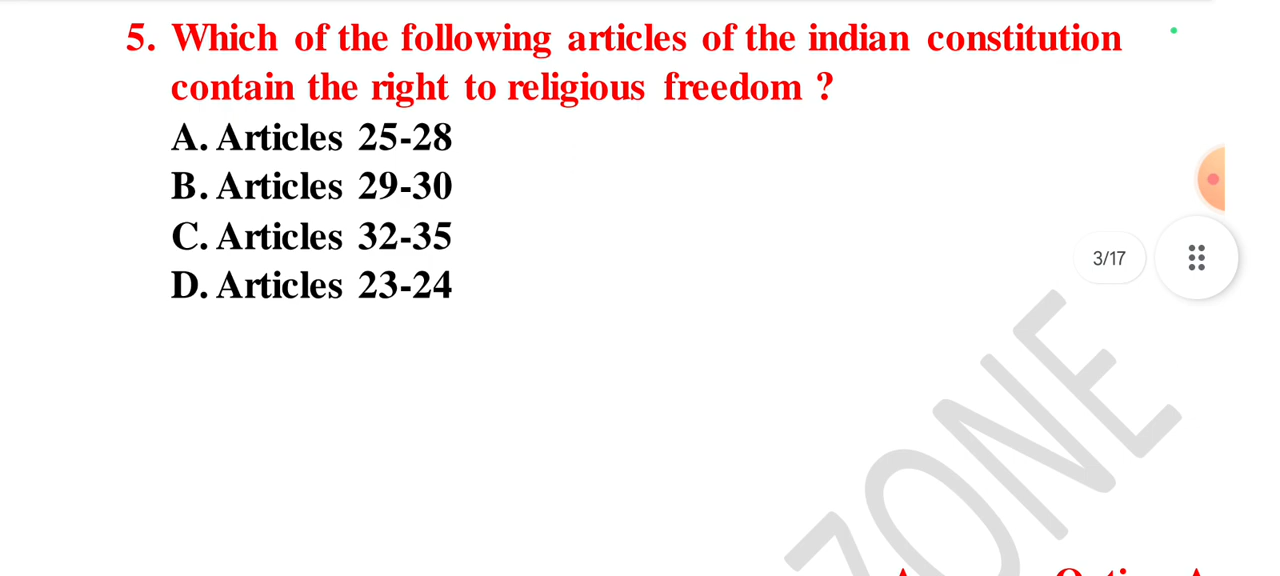 5. Which of the following articles of the indian constitution
contain the right to religious freedom ?
A. Articles 25-28
B. Articles 29-30
C. Articles 32-35
D. Articles 23-24
3/17
ZONE